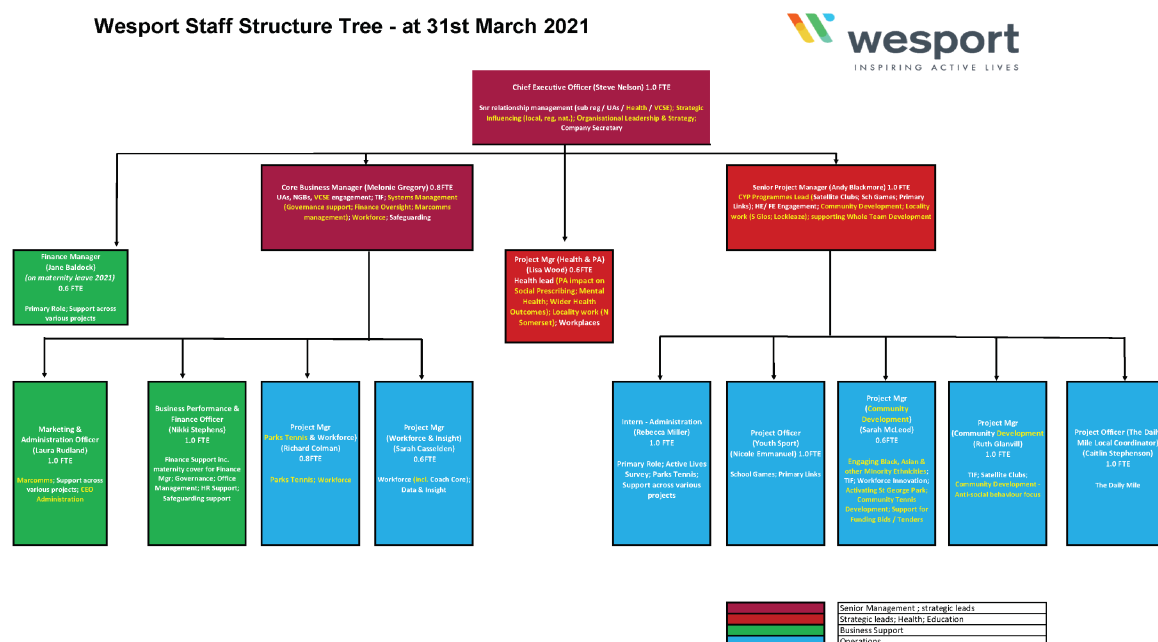 Wesport Staff Structure Tree - at 31st March 2021
wesport
INSPIRING ACTIVE LIVES
Chief Executive Officer (Steve Nelson) 1.0 FTE
Snr relationship management (sub reg / UAs / Health / VCSE); Strategic
Influencing (local, reg, nat.); Organisational Leadership & Strategy;
Company Secretary
Core Business Manager (Melonie Gregory) 0.8FTE
UAs, NGBs, VCSE engagement; TIF; Systems Management
(Governance support; Finance Oversight; Marcomms
management); Workforce; Safeguarding
Senior Project Manager (Andy Blackmore) 1.0 FTE
CYP Programmes Lead (Satellite Clubs; Sch Games; Primary
Links); HE/ FE Engagement; Community Development; Locality
work (S Glos; Lockleaze); supporting Whole Team Development
Finance Manager
(Jane Baldock)
(on maternity leave 2021)
0.6 FTE
Primary Role; Support across
various projects
Project Mgr (Health & PA)
(Lisa Wood) 0.6FTE
Health lead (PA impact on
Social Prescribing; Mental
Health; Wider Health
Outcomes); Locality work (N
Somerset); Workplaces
Marketing &
Administration Officer
(Laura Rudland)
1.0 FTE
Marcomms; Support across
various projects; CEO
Administration
Business Performance &
Finance Officer
(Nikki Stephens)
1.0 FTE
Finance Support inc.
maternity cover for Finance
Mgr; Governance; Office
Management; HR Support;
Safeguarding support
Project Mgr
Parks Tennis & Workforce)
(Richard Colman)
0.8FTE
Parks Tennis; Workforce
Project Mgr
(Workforce & Insight)
(Sarah Casselden)
0.6FTE
Workforce (incl. Coach Core);
Data & Insight
Intern - Administration
(Rebecca Miller)
1.0 FTE
Primary Role; Active Lives
Survey; Parks Tennis;
Support across various
projects
Project Officer
(Youth Sport)
(Nicole Emmanuel) 1.0FTE
School Games; Primary Links
Project Mgr
(Community
Development)
(Sarah McLeod)
0.6FTE
Engaging Black, Asian &
other Minority Ethnicities;
TIF; Workforce Innovation;
Activating St George Park,
Community Tennis
Development; Support for
Funding Bids / Tenders
Project Mgr
(Community Development
(Ruth Glanvill)
1.0 FTE
TIF; Satellite Clubs;
Community Development -
Anti-social behaviour focus
Project Officer (The Daily
Mile Local Coordinator)
(Caitlin Stephenson)
1.0 FTE
The Daily Mile
Senior Management ; strategic leads
Strategic leads; Health; Education
Business Support
Operations